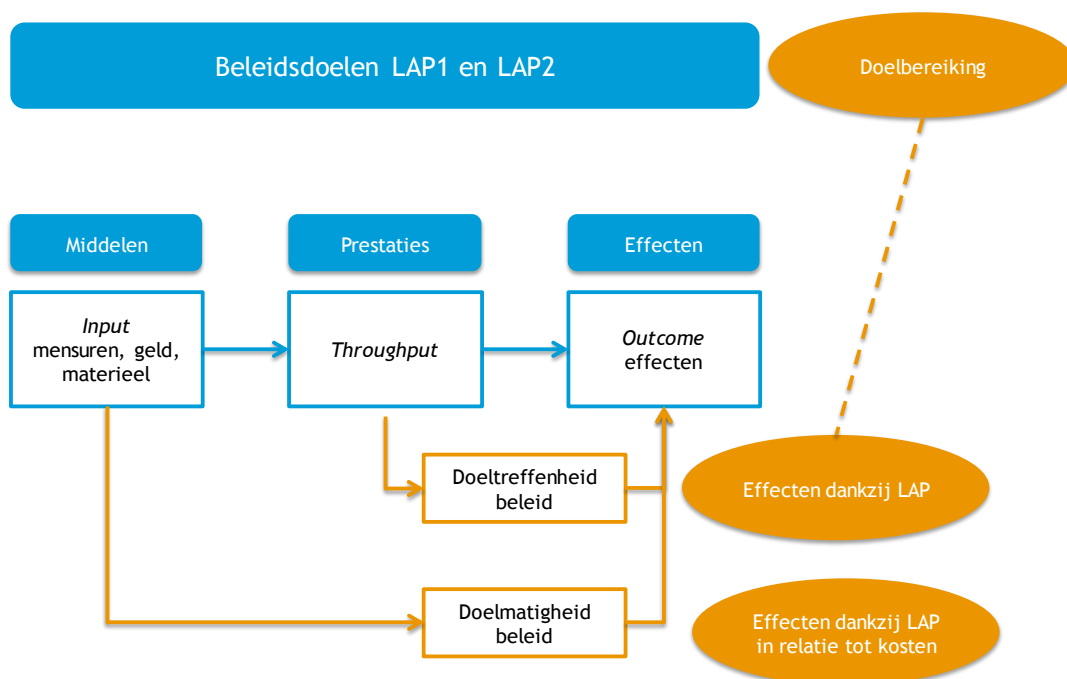 Beleidsdoelen LAP1 en LAP2
Doelbereiking
Middelen
Prestaties
Effecten
Input
mensuren, geld,
materieel
Throughput
Outcome
effecten
Doeltreffenheid
beleid
Effecten dankzij LAP
Doelmatigheid
beleid
Effecten dankzij LAP
in relatie tot kosten